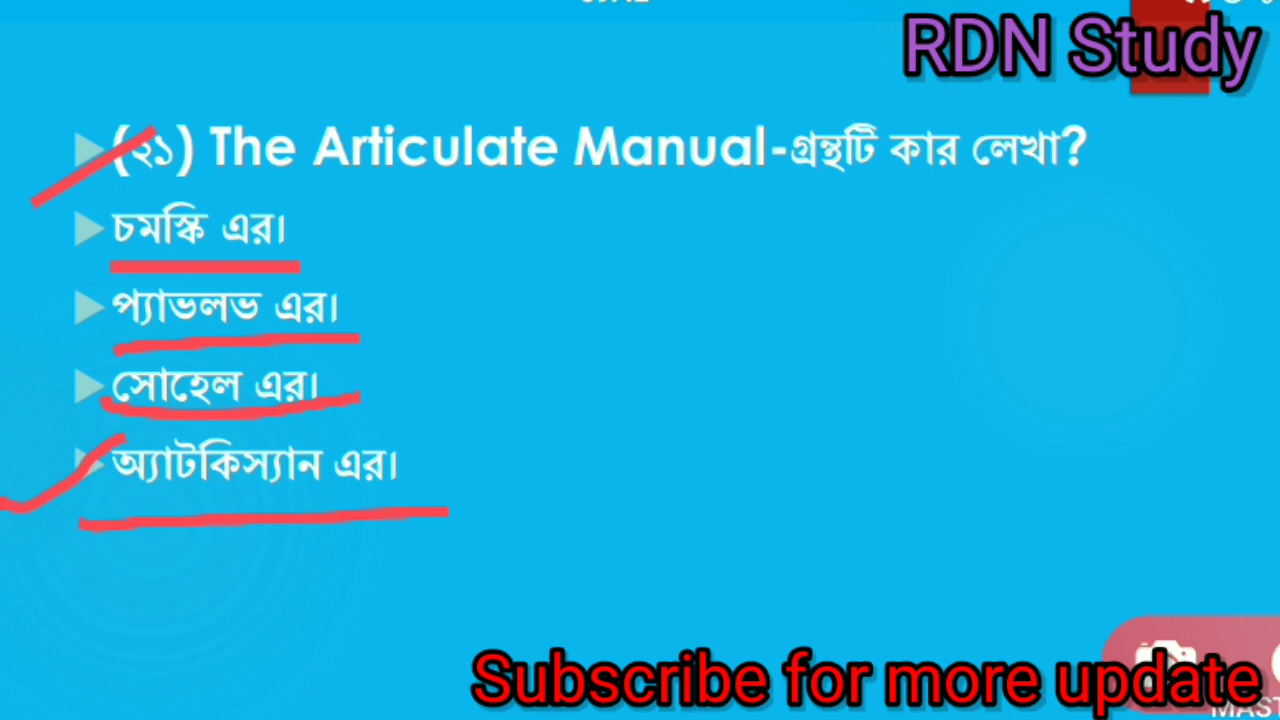 RDN Study
(২১) The Articulate Manual-গ্রন্থটি কার লেখা?
চমস্কি এর।
প্যাভলভ এর।
সোহেল এর।
অ্যাটকিস্যান এর।
Subscribe for more update